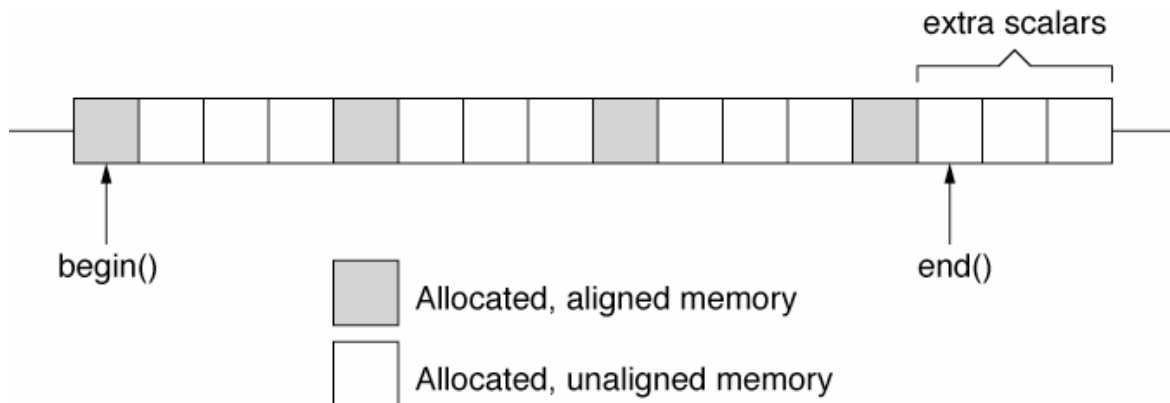 extra scalars
begin()
end()
Allocated, aligned memory
Allocated, unaligned memory